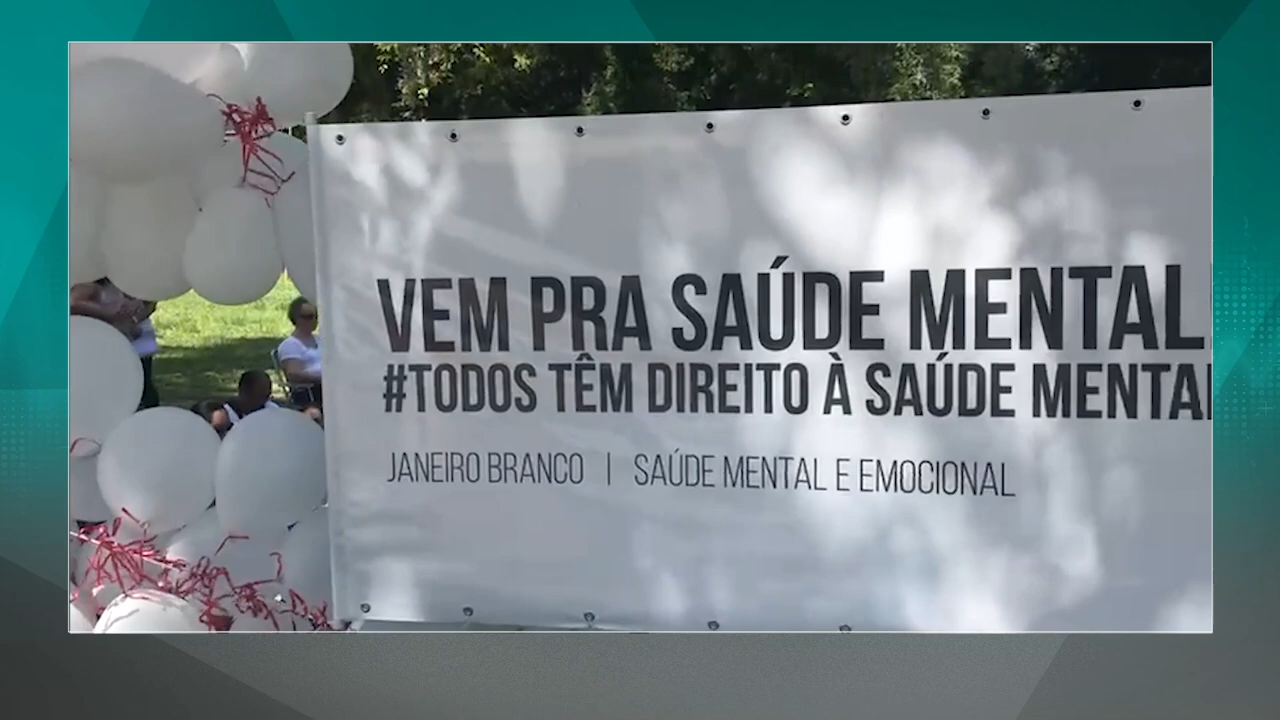 VEM PRA SAÚDE MENTAL
#TODOS TÊM DIREITO À SAÚDE MENTAL
JANEIRO BRANCO | SAÚDE MENTAL E EMOCIONAL